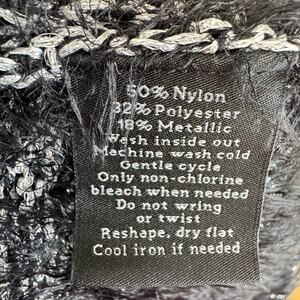 50% Nylon
32% Polyester
18% Metallic
Wash inside out
Machine wash cold
Gentle cycle
Only non-chlorine
bleach when needed
Do not wring
or twist
Reshape, dry flat
Cool iron if needed